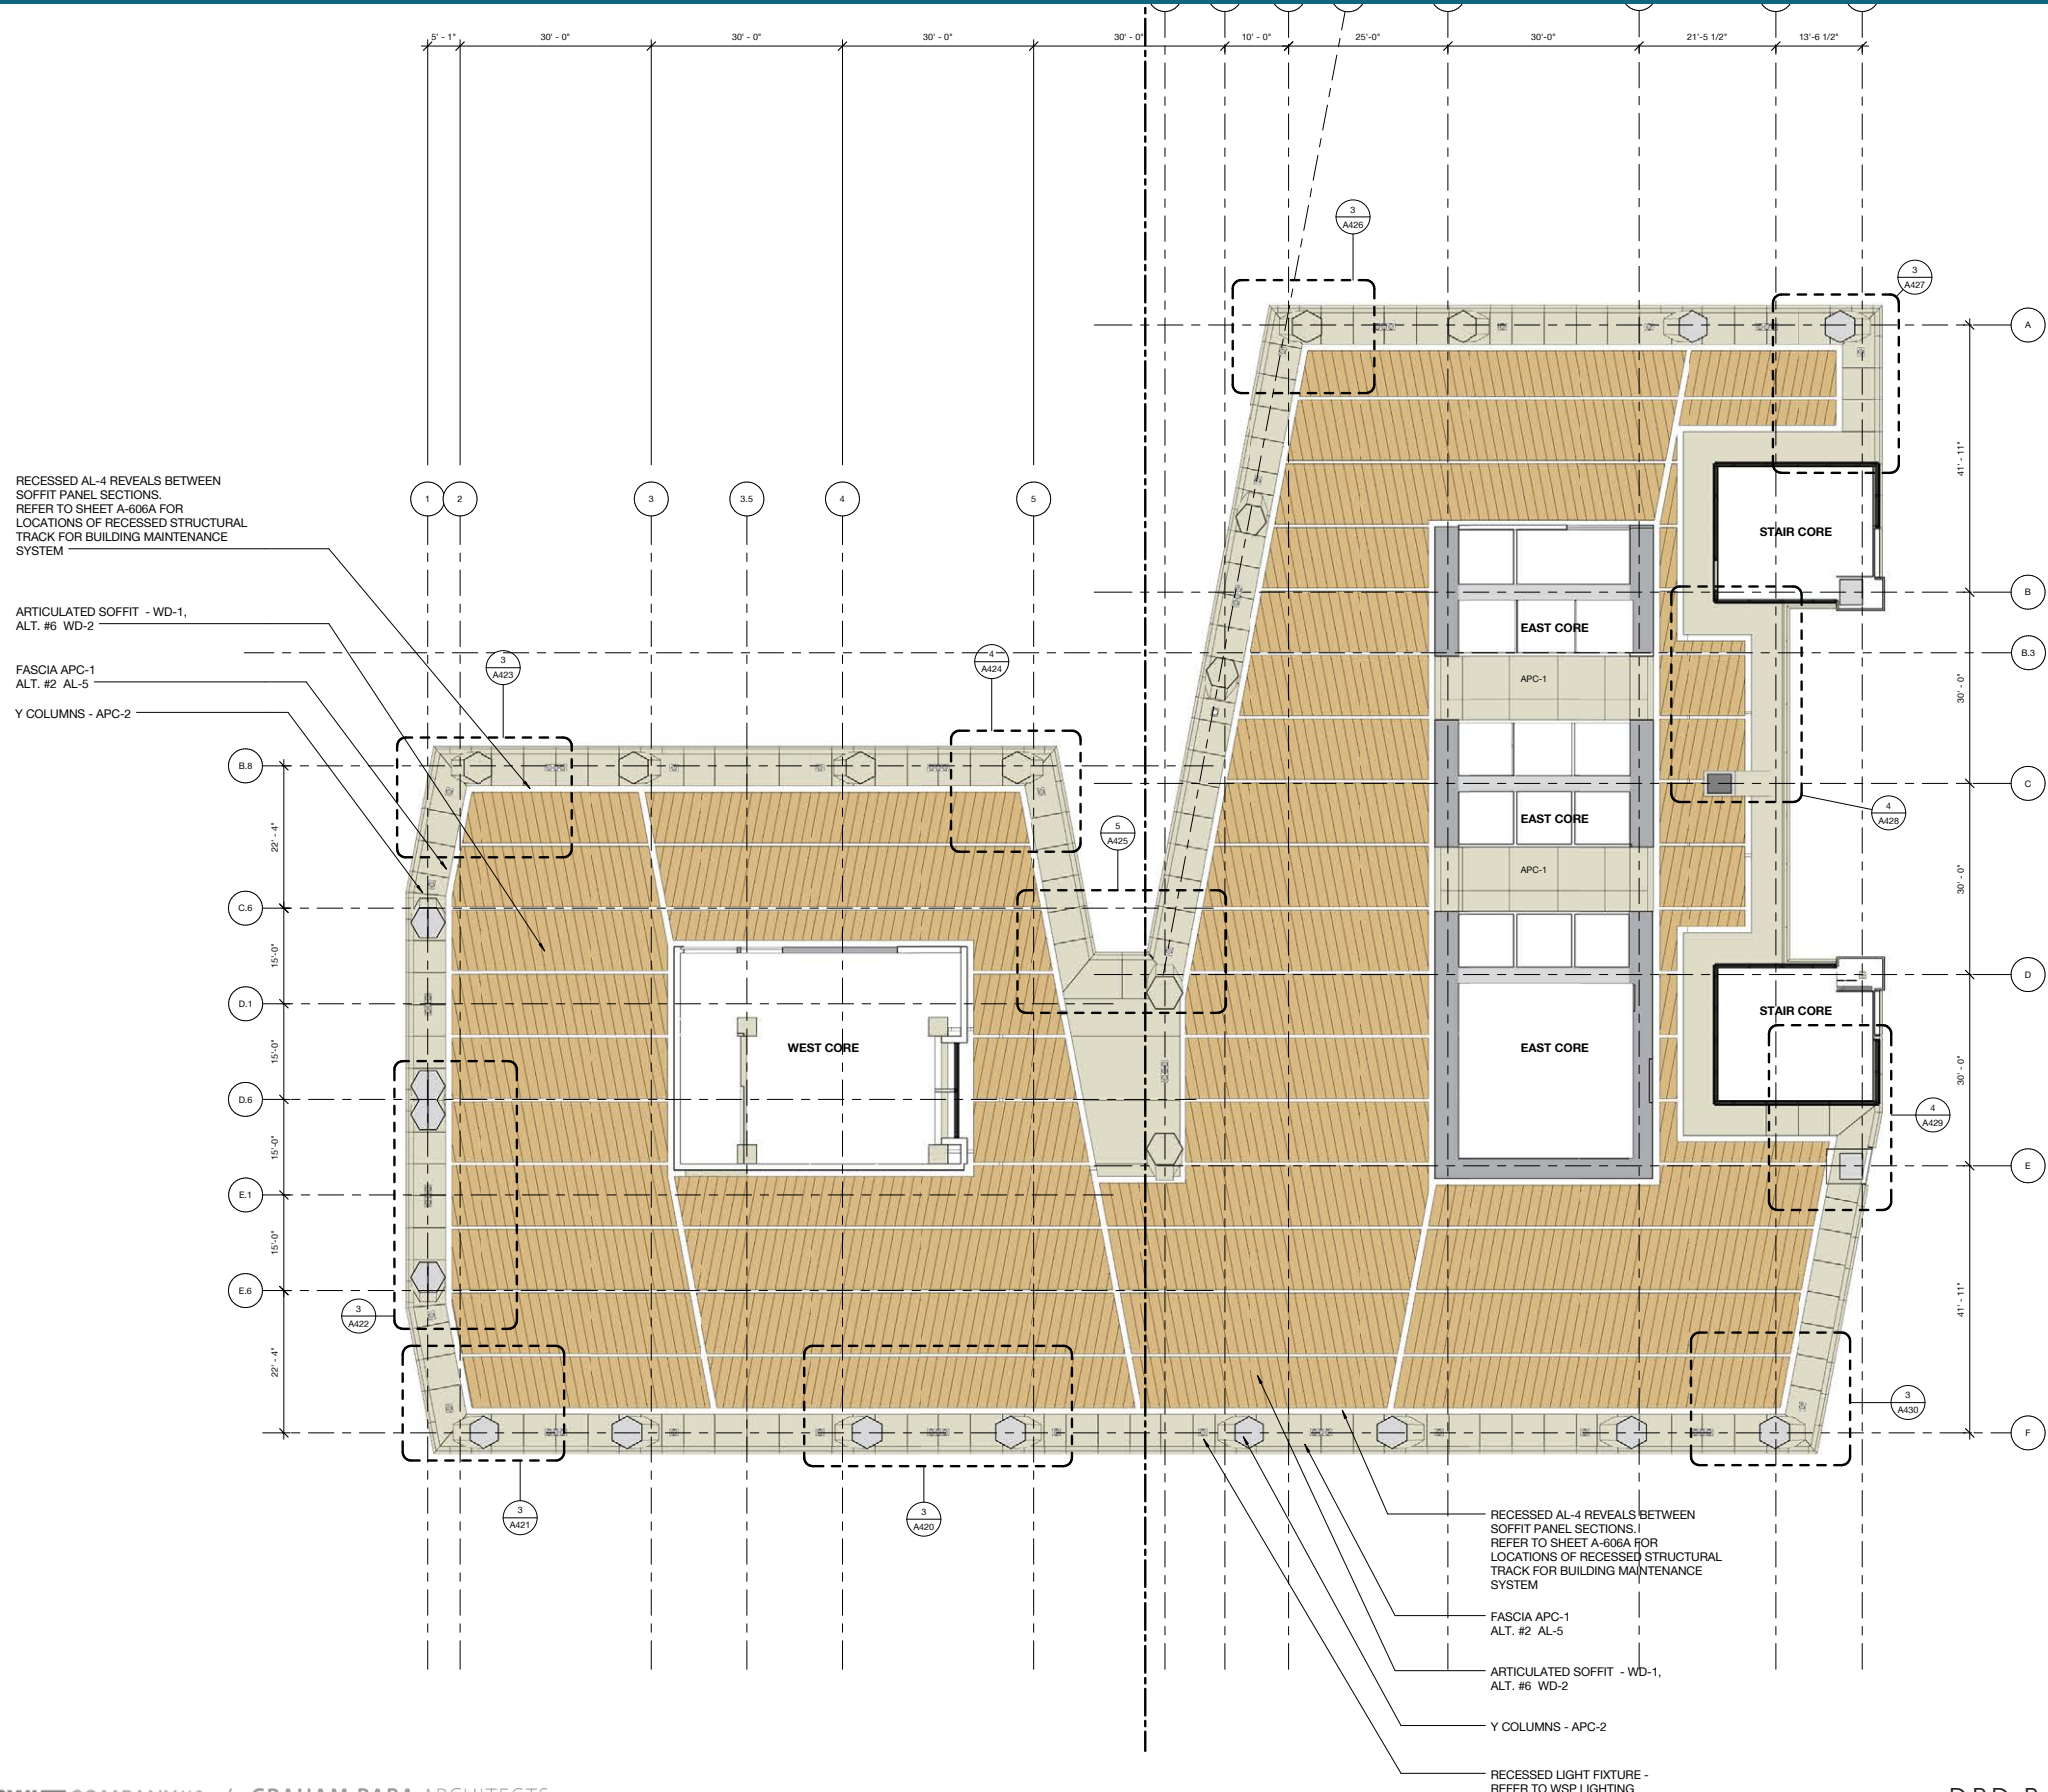 5' - 1"
30' - 0"
30' - 0"
30' - 0"
30' - 0"
10' - 0"
25'-0"
30'-0"
21'-5 1/2"
13'-6 1/2"
3
A426
3
A427
A
RECESSED AL-4 REVEALS BETWEEN
SOFFIT PANEL SECTIONS.
REFER TO SHEET A-606A FOR
LOCATIONS OF RECESSED STRUCTURAL
TRACK FOR BUILDING MAINTENANCE
SYSTEM
1
2
3
3.5
4
5
41' - 11"
STAIR CORE
B
ARTICULATED SOFFIT - WD-1,
ALT. #6 WD-2
EAST CORE
B.3
FASCIA APC-1
ALT. #2 AL-5
3
A423
4
A424
APC-1
30' - 0"
Y COLUMNS - APC-2
B.8
C
4
A428
EAST CORE
5
A425
22' - 4"
APC-1
30' - 0"
C.6
15'-0"
D
D.1
STAIR CORE
WEST CORE
EAST CORE
15'-0"
30' - 0"
D.6
4
A429
15'-0"
E
E.1
15'-0"
E.6
41' - 11"
3
A422
22' - 4"
3
A430
F
3
A421
3
A420
RECESSED AL-4 REVEALS BETWEEN
SOFFIT PANEL SECTIONS.
REFER TO SHEET A-606A FOR
LOCATIONS OF RECESSED STRUCTURAL
TRACK FOR BUILDING MAINTENANCE
SYSTEM
FASCIA APC-1
ALT. #2 AL-5
ARTICULATED SOFFIT - WD-1,
ALT. #6 WD-2
Y COLUMNS - APC-2
RECESSED LIGHT FIXTURE -
REFER TO WSP LIGHTING